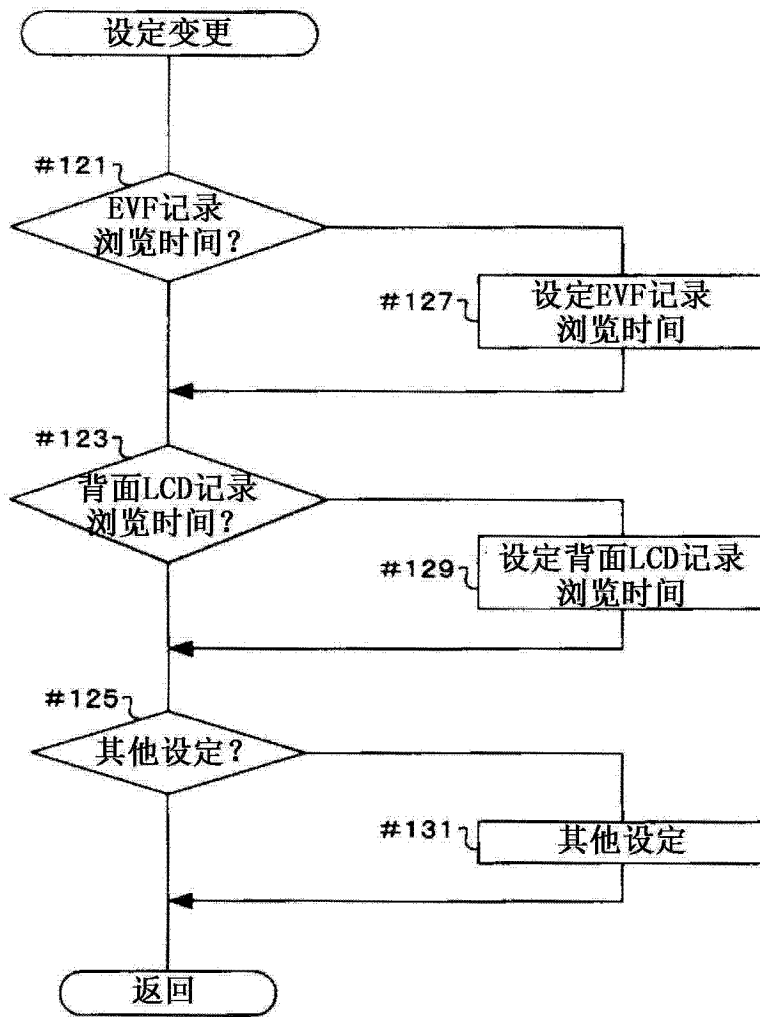 设定变更
#121
EVF记录
浏览时间?
#127
设定EVF记录
浏览时间
#123
背面LCD记录
浏览时间?
#129
设定背面LCD记录
浏览时间
#125
其他设定?
#131
其他设定
返回